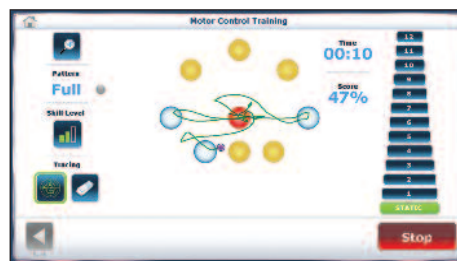 Motor Control Training
Pattern
Full
Skill Level
Tracing
Time
00:10
Score
47%
12
11
10
9
8
7
6
5
4
3
2
1
STATIC
Stop